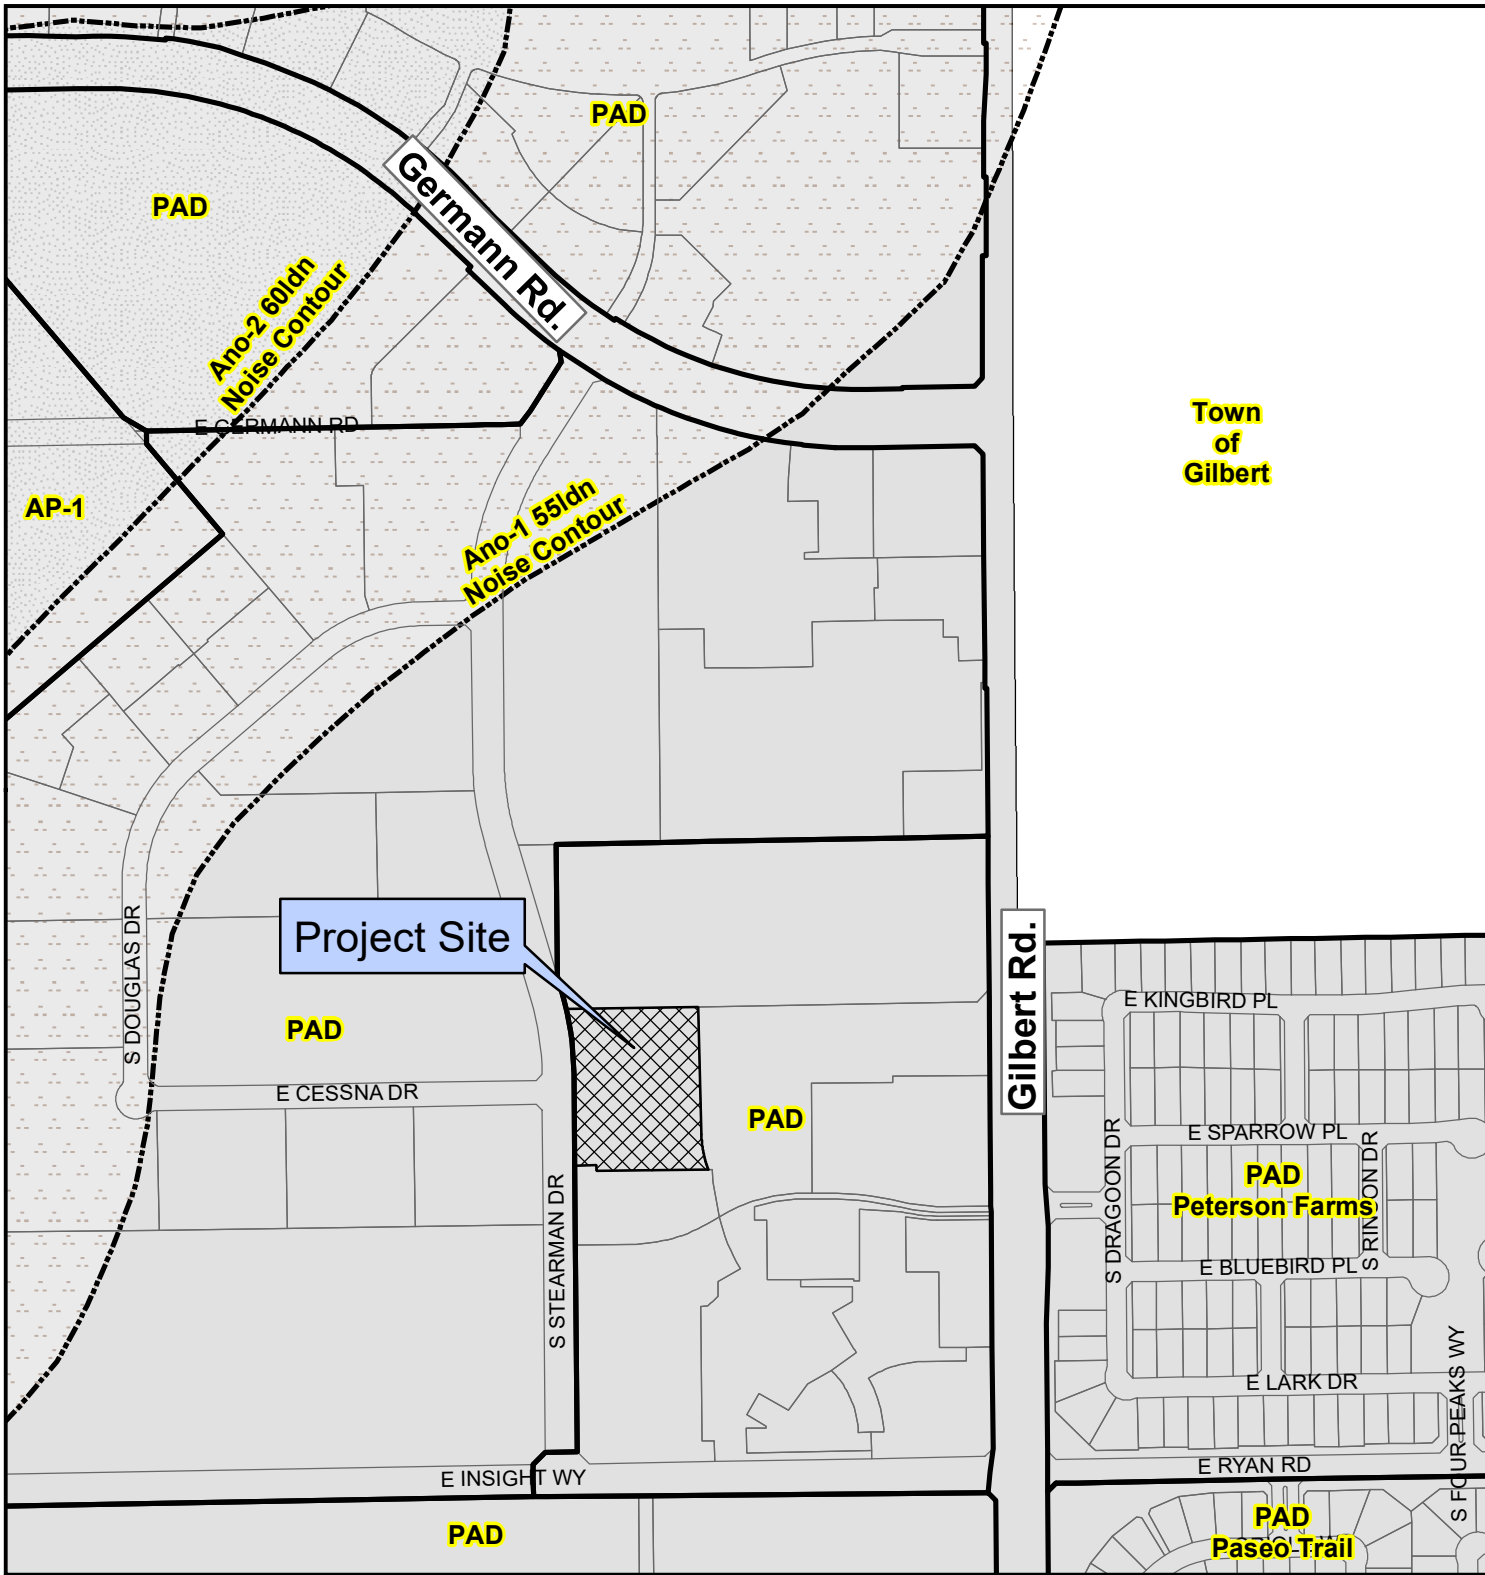 PAD
PAD
Germann Rd.
Ano-2 60ldn
Noise Contour
E GERMANN RD
Town
of
Gilbert
AP-1
Ano-1 55ldn
Noise Contour
Project Site
S DOUGLAS DR
PAD
E CESSNA DR
PAD
S STEARMAN DR
Gilbert Rd.
E KINGBIRD PL
E SPARROW PL
S DRAGOON DR
S RINCON DR
PAD
Peterson Farms
E BLUEBIRD PL
E LARK DR
S FOUR PEAKS WY
E INSIGHT WY
E RYAN RD
PAD
PAD
Paseo Trail